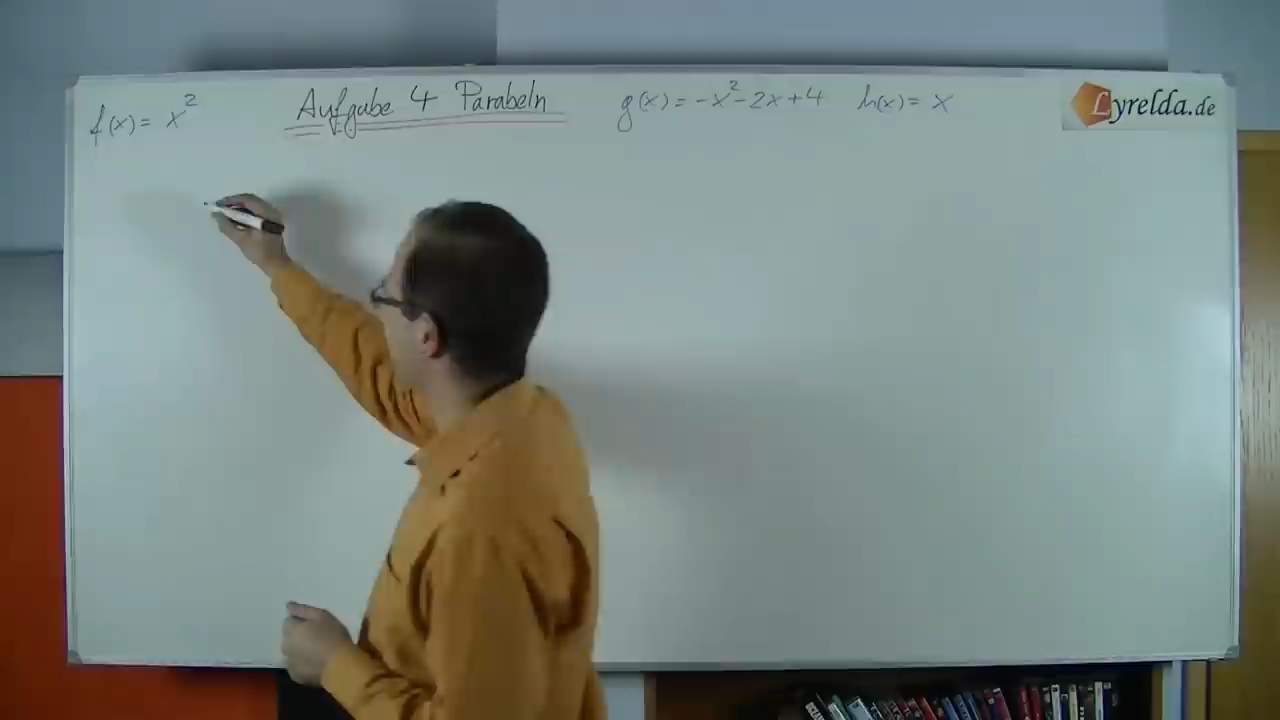 f(x) = x² Aufgabe 4 Parabeln g(x) = -x² - 2x + 4 h(x) = x
Lyrelda.de